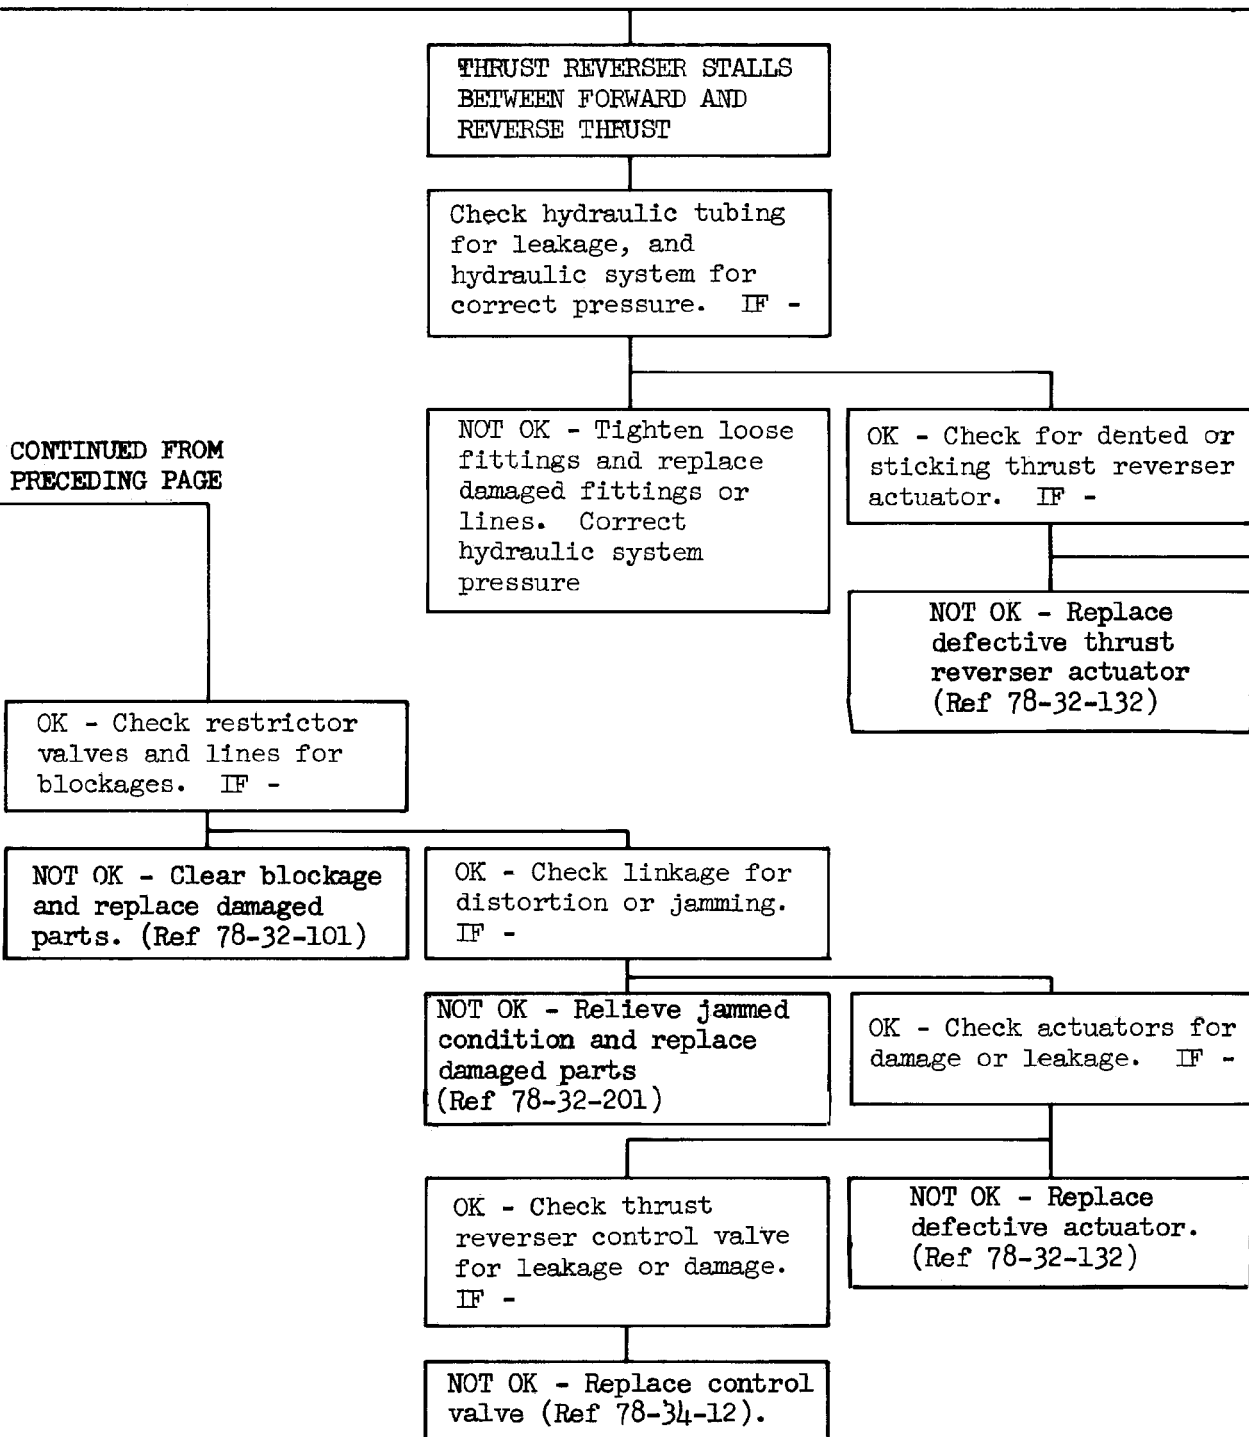 THRUST REVERSER STALLS
BETWEEN FORWARD AND
REVERSE THRUST
Check hydraulic tubing
for leakage, and
hydraulic system for
correct pressure. IF -
NOT OK - Tighten loose
fittings and replace
damaged fittings or
lines. Correct
hydraulic system
pressure
OK - Check for dented or
sticking thrust reverser
actuator. IF -
NOT OK - Replace
defective thrust
reverser actuator
(Ref 78-32-132)
CONTINUED FROM
PRECEDING PAGE
OK - Check restrictor
valves and lines for
blockages. IF -
NOT OK - Clear blockage
and replace damaged
parts. (Ref 78-32-101)
OK - Check linkage for
distortion or jamming.
IF -
NOT OK - Relieve jammed
condition and replace
damaged parts
(Ref 78-32-201)
OK - Check actuators for
damage or leakage. IF -
OK - Check thrust
reverser control valve
for leakage or damage.
IF -
NOT OK - Replace
defective actuator.
(Ref 78-32-132)
NOT OK - Replace control
valve (Ref 78-34-12).